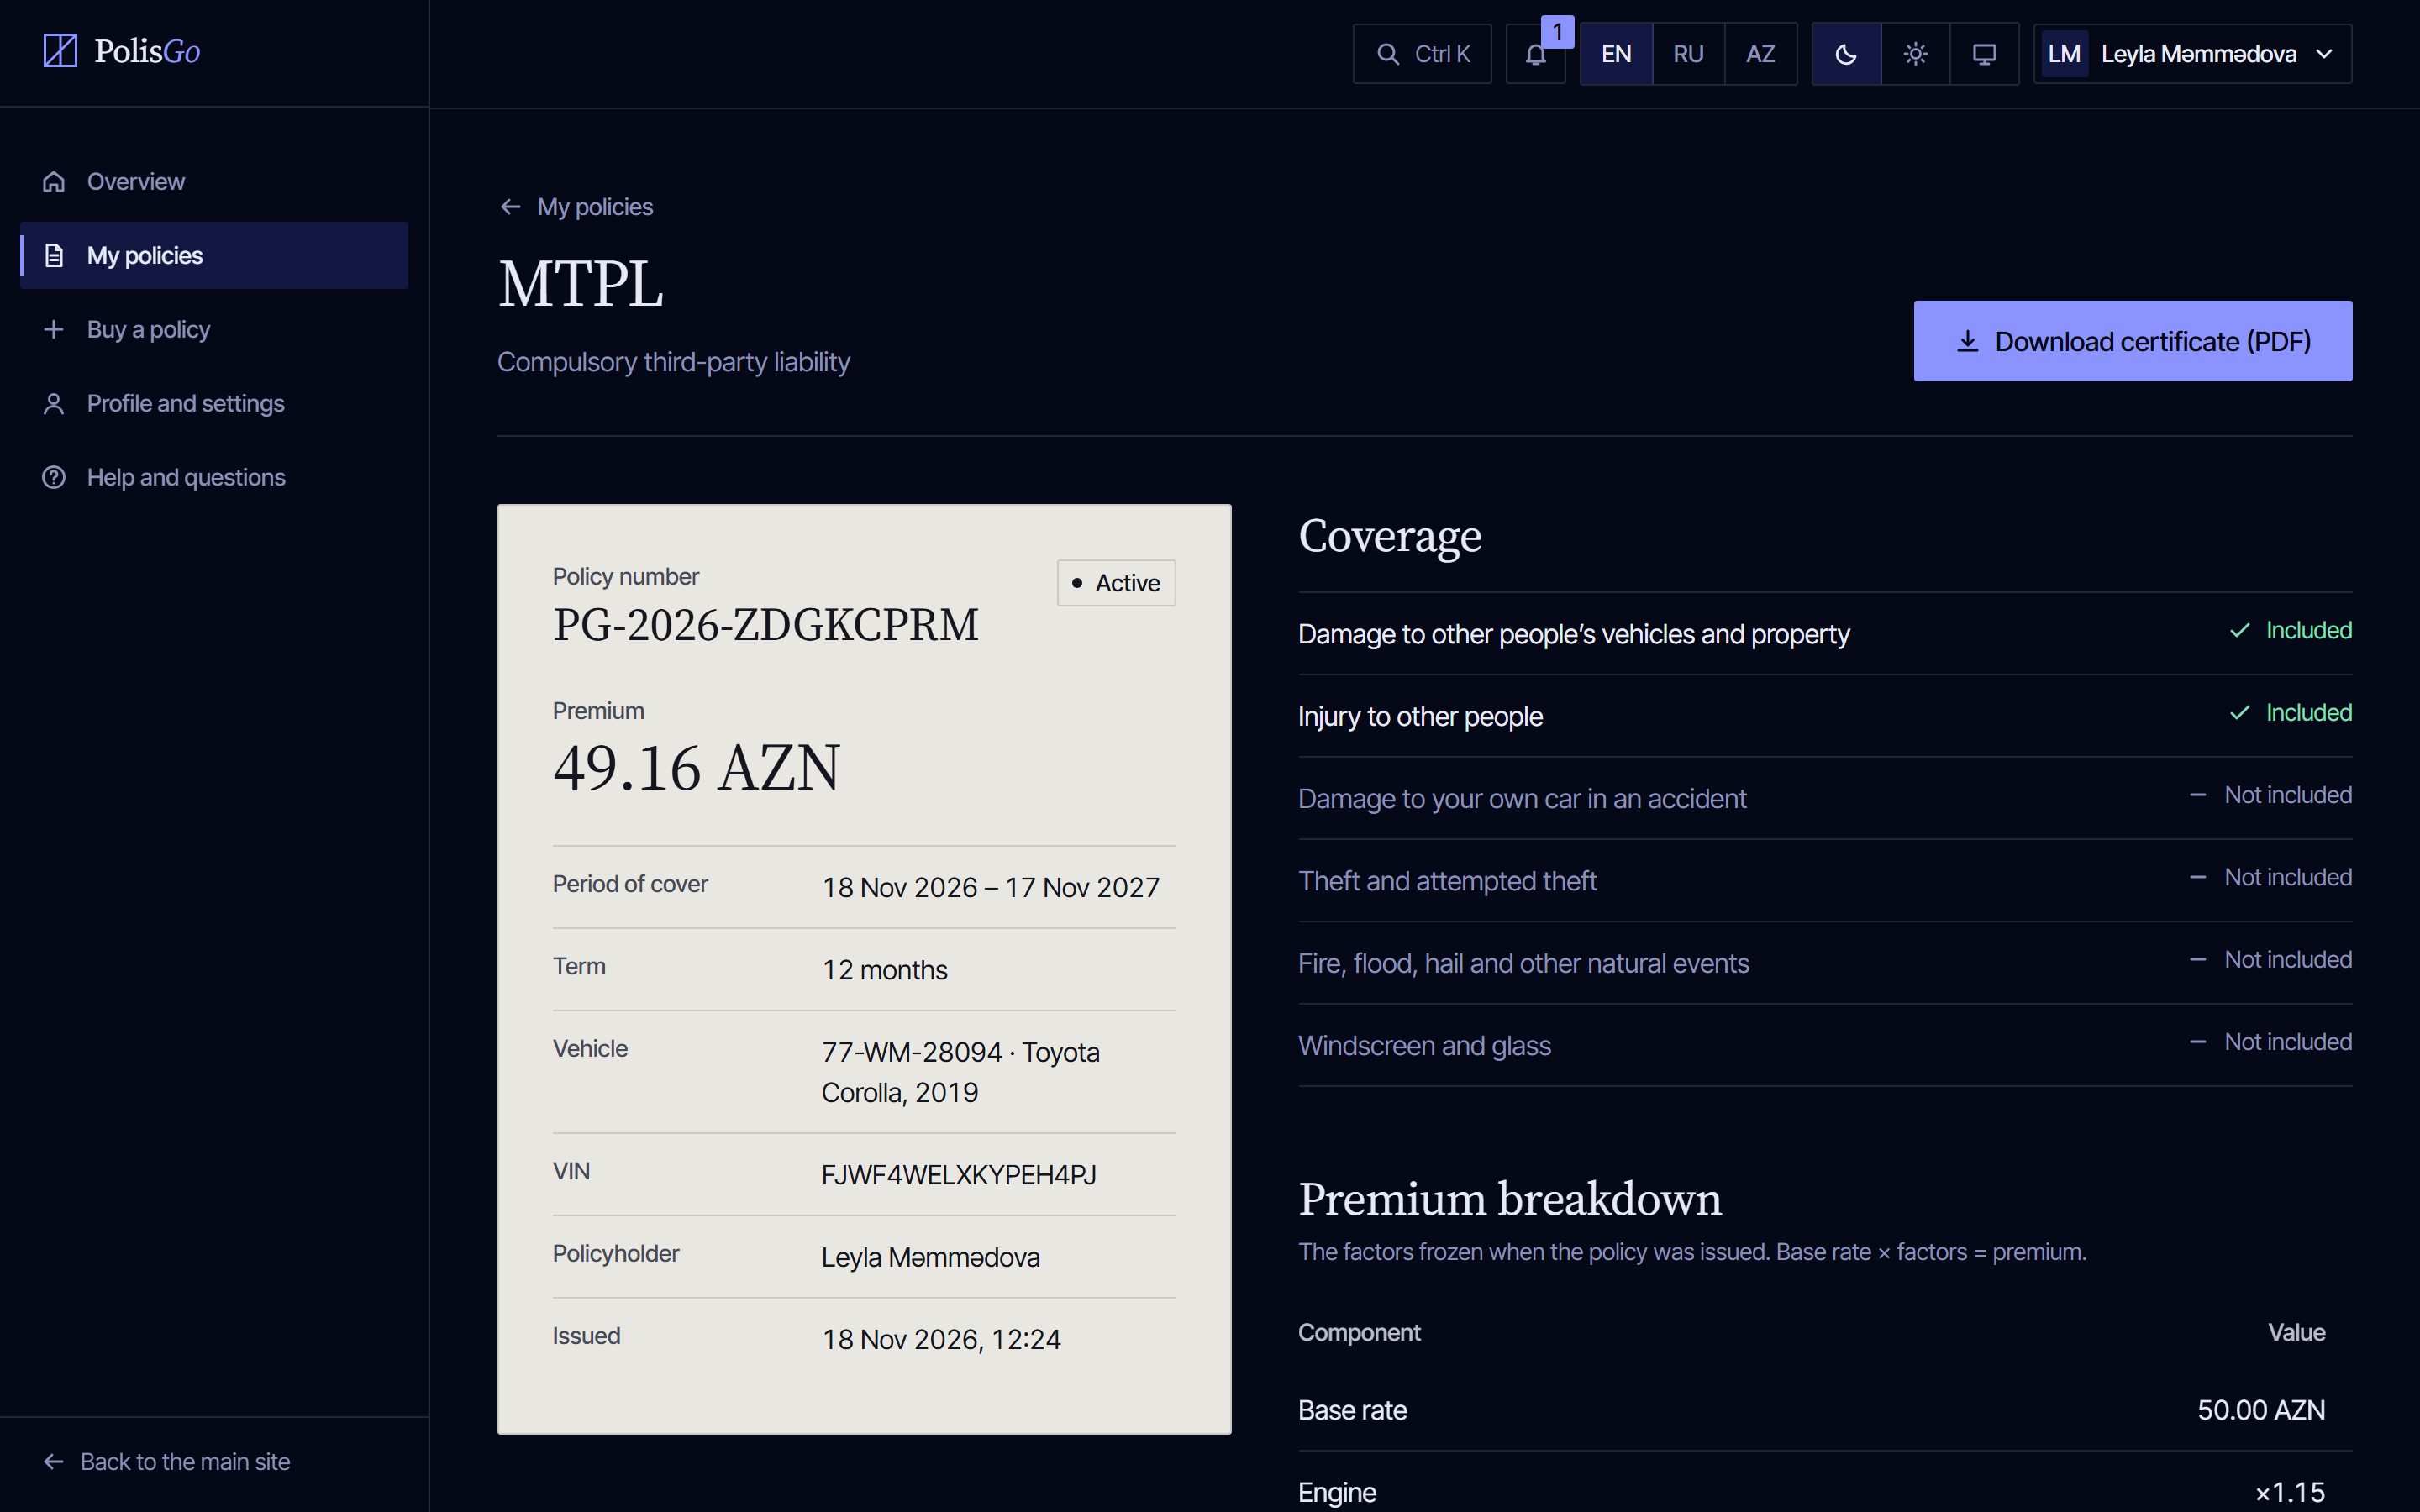 PolisGo
Ctrl K
1
EN
RU
AZ
LM
Leyla Məmmədova
Overview
My policies
Buy a policy
Profile and settings
Help and questions
Back to the main site
My policies
MTPL
Compulsory third-party liability
Download certificate (PDF)
Policy number
Active
PG-2026-ZDGKCPRM
Premium
49.16 AZN
Period of cover
18 Nov 2026 – 17 Nov 2027
Term
12 months
Vehicle
77-WM-28094 · Toyota
Corolla, 2019
VIN
FJWF4WELXKYPEH4PJ
Policyholder
Leyla Məmmədova
Issued
18 Nov 2026, 12:24
Coverage
Damage to other people’s vehicles and property
Included
Injury to other people
Included
Damage to your own car in an accident
Not included
Theft and attempted theft
Not included
Fire, flood, hail and other natural events
Not included
Windscreen and glass
Not included
Premium breakdown
The factors frozen when the policy was issued. Base rate × factors = premium.
Component
Value
Base rate
50.00 AZN
Engine
×1.15